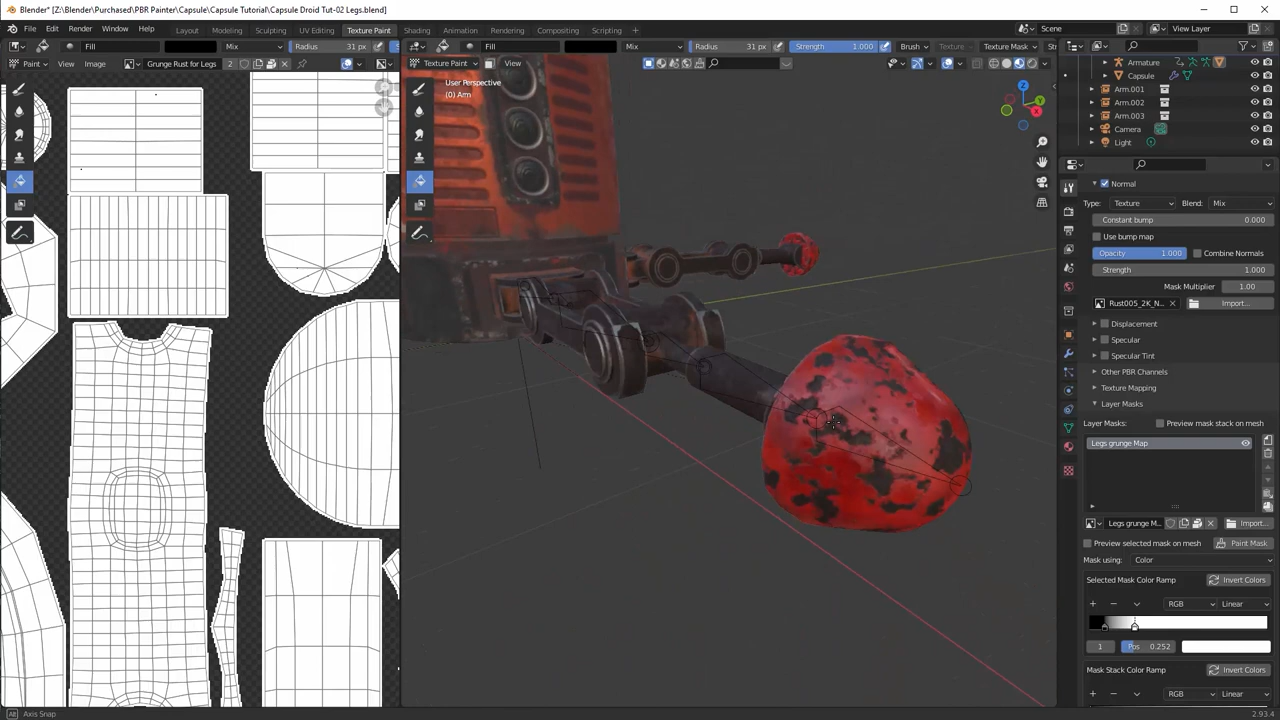 Blender* [Z:\Blender\Purchased\PBR Painter\Capsule\Capsule Tutorial\Capsule Droid Tut-02 Legs.blend]
File Edit Render Window Help Layout Modeling Sculpting UV Editing Texture Paint Shading Animation Rendering Compositing Scripting + Scene View Layer
Fill Mix Radius 31 px Fill Mix Radius 31 px Strength 1.000 Brush Texture Texture Mask
Paint View Image Grunge Rust for Legs 2 Texture Paint View
User Perspective
(0) Arm
Armature
Capsule
Arm.001
Arm.002
Arm.003
Camera
Light
Normal
Type: Texture Blend: Mix
Constant bump 0.000
Use bump map
Opacity 1.000 Combine Normals
Strength 1.000
Mask Multiplier 1.00
Rust005_2K_N... Import...
Displacement
Specular
Specular Tint
Other PBR Channels
Texture Mapping
Layer Masks
Layer Masks: Preview mask stack on mesh
Legs grunge Map
Legs grunge M... Import...
Preview selected mask on mesh Paint Mask
Mask using: Color
Selected Mask Color Ramp Invert Colors
RGB Linear
1 Pos 0.252
Mask Stack Color Ramp Invert Colors
RGB Linear
Axis Snap 2.93.4